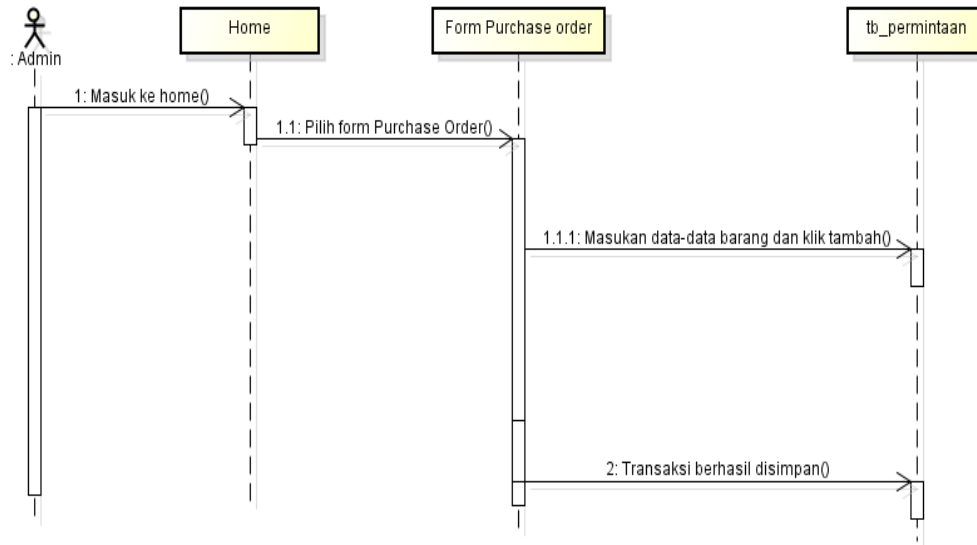 Home
Form Purchase order
tb_permintaan
: Admin
1: Masuk ke home()
1.1: Pilih form Purchase Order()
1.1.1: Masukan data-data barang dan klik tambah()
2: Transaksi berhasil disimpan()